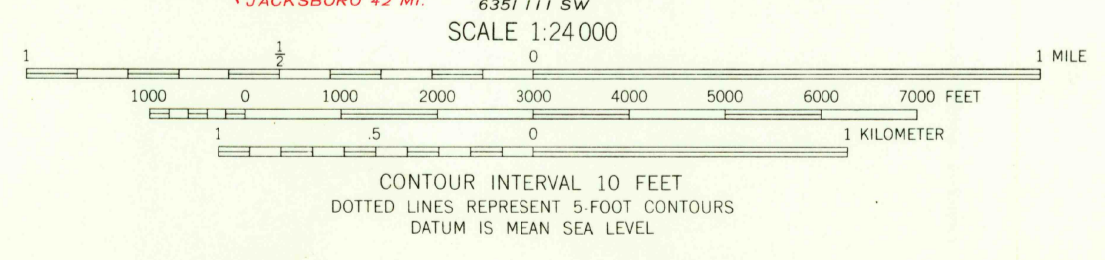 JACKSBORO 42 MI.
6351 III SW
SCALE 1:24 000
1 1/2 0 1 MILE
1000 0 1000 2000 3000 4000 5000 6000 7000 FEET
1 .5 0 1 KILOMETER
CONTOUR INTERVAL 10 FEET
DOTTED LINES REPRESENT 5-FOOT CONTOURS
DATUM IS MEAN SEA LEVEL